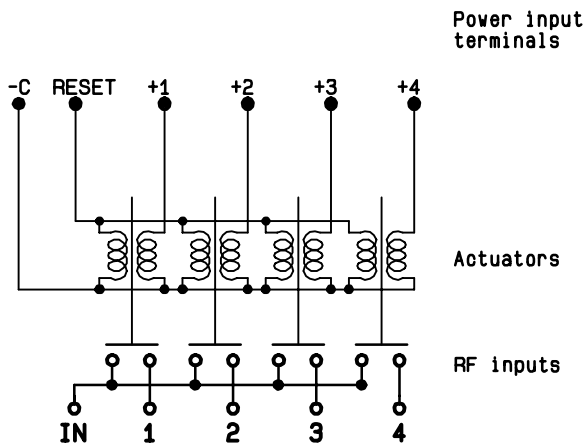 Power input
terminals
-C RESET +1 +2 +3 +4
Actuators
RF inputs
IN 1 2 3 4